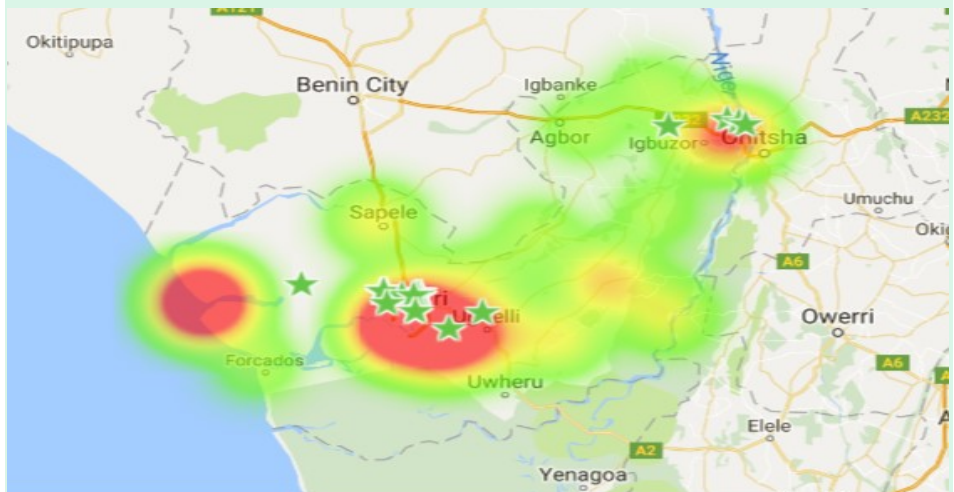 A121
Okitipupa
Niger
Benin City
Igbanke
A232
Agbor
Igbuzor
Onitsha
Umuchu
Sapele
A6
Owerri
Forcados
Uwheru
A6
Elele
A2
Yenagoa